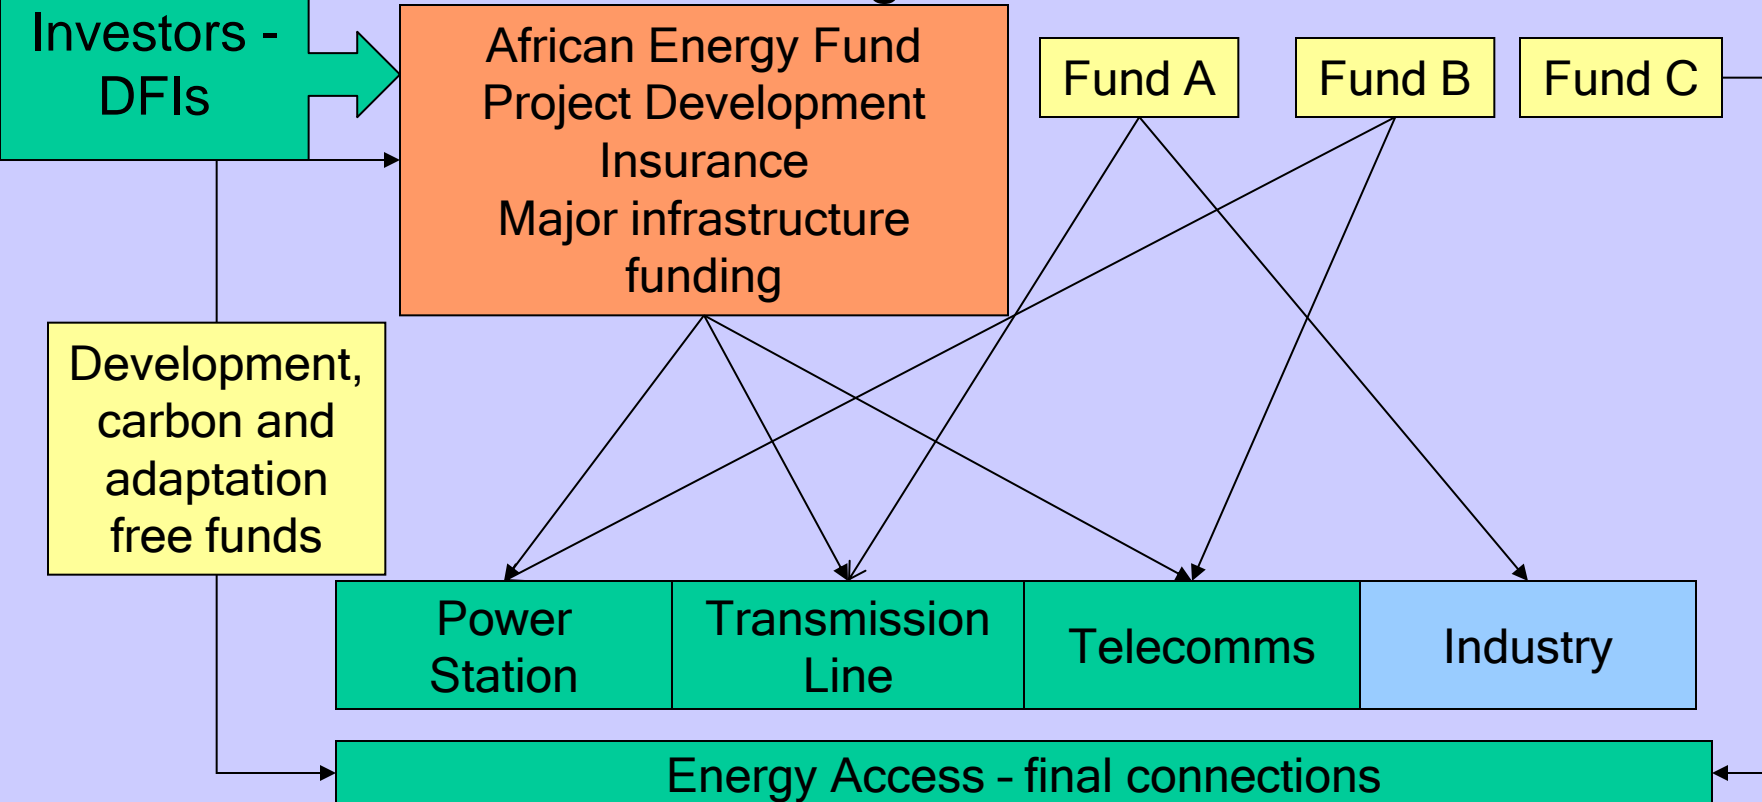 Investors -
DFIs
African Energy Fund
Project Development
Insurance
Major infrastructure
funding
Fund A
Fund B
Fund C
Development,
carbon and
adaptation
free funds
Power
Station
Transmission
Line
Telecomms
Industry
Energy Access – final connections